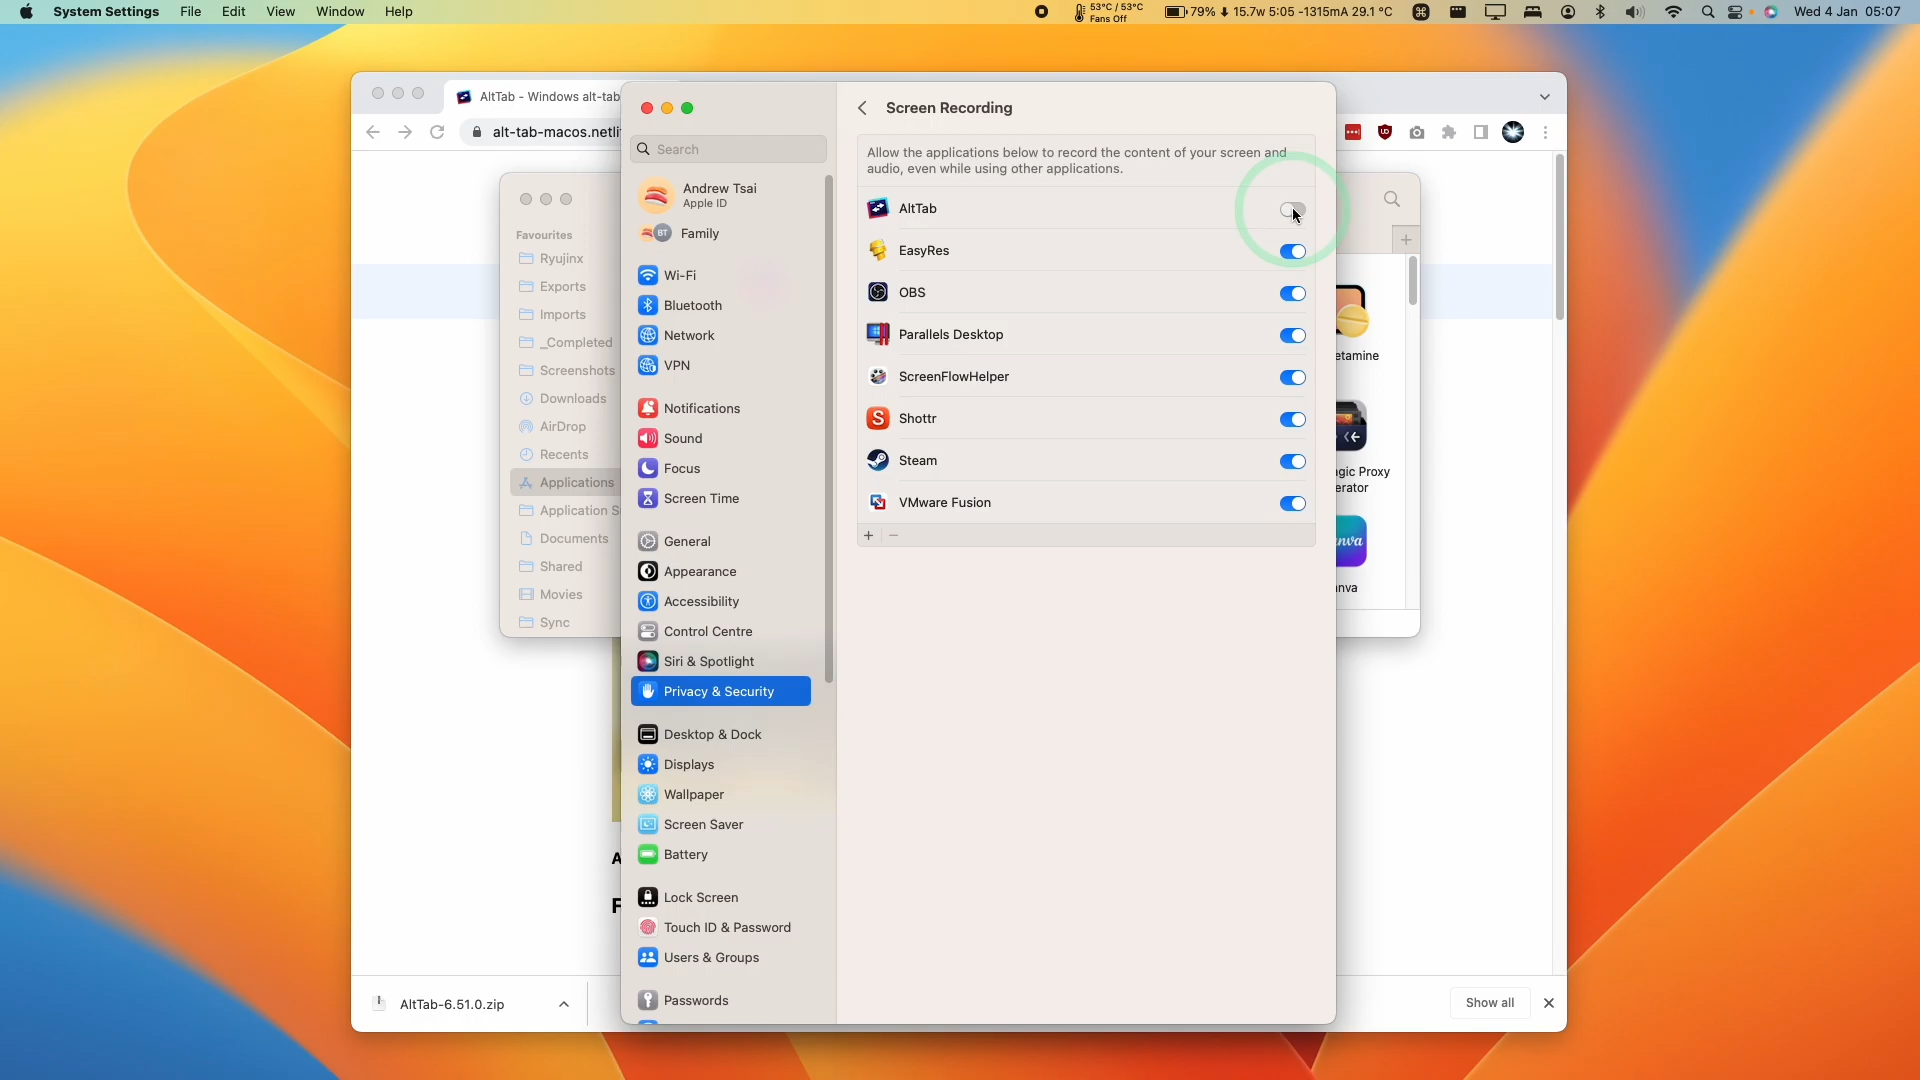 System Settings File Edit View Window Help
53°C / 53°C
Fans Off
79% 15.7w 5:05 -1315mA 29.1 °C
Wed 4 Jan 05:07
AltTab - Windows alt-tab
alt-tab-macos.netli
Favourites
Ryujinx
Exports
Imports
_Completed
Screenshots
Downloads
AirDrop
Recents
Applications
Application S
Documents
Shared
Movies
Sync
Search
Andrew Tsai
Apple ID
BT Family
Wi-Fi
Bluetooth
Network
VPN
Notifications
Sound
Focus
Screen Time
General
Appearance
Accessibility
Control Centre
Siri & Spotlight
Privacy & Security
Desktop & Dock
Displays
Wallpaper
Screen Saver
Battery
Lock Screen
Touch ID & Password
Users & Groups
Passwords
Screen Recording
Allow the applications below to record the content of your screen and
audio, even while using other applications.
AltTab
EasyRes
OBS
Parallels Desktop
ScreenFlowHelper
Shottr
Steam
VMware Fusion
etamine
gic Proxy
erator
nva
nva
A
F
AltTab-6.51.0.zip
Show all